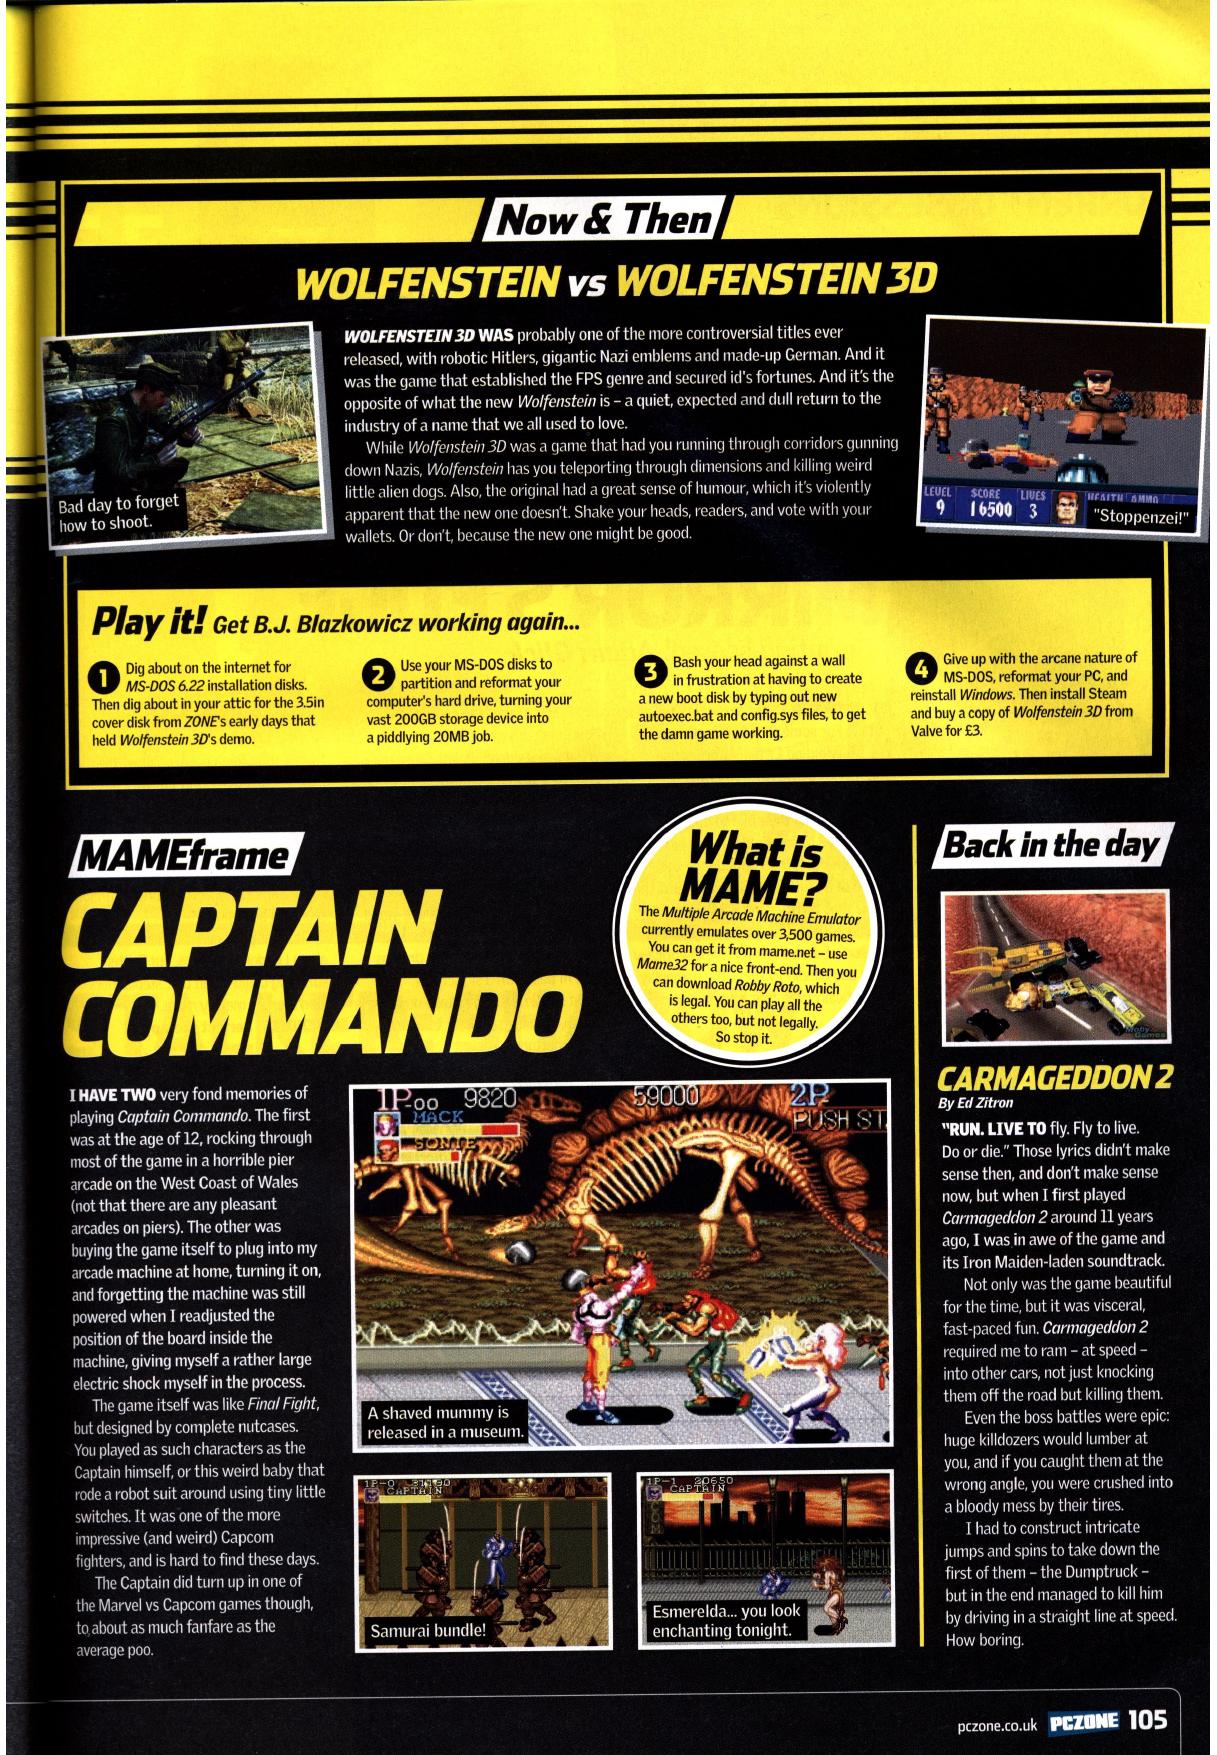 Now & Then
WOLFENSTEIN vs WOLFENSTEIN 3D
Bad day to forget
how to shoot.
WOLFENSTEIN 3D WAS probably one of the more controversial titles ever
released, with robotic Hitlers, gigantic Nazi emblems and made-up German. And it
was the game that established the FPS genre and secured id's fortunes. And it's the
opposite of what the new Wolfenstein is – a quiet, expected and dull return to the
industry of a name that we all used to love.
While Wolfenstein 3D was a game that had you running through corridors gunning
down Nazis, Wolfenstein has you teleporting through dimensions and killing weird
little alien dogs. Also, the original had a great sense of humour, which it's violently
apparent that the new one doesn't. Shake your heads, readers, and vote with your
wallets. Or don't, because the new one might be good.
LEVEL SCORE LIVES HEALTH AMMO
9 16500 3
"Stoppenzei!"
Play it! Get B.J. Blazkowicz working again...
1 Dig about on the internet for
MS-DOS 6.22 installation disks.
Then dig about in your attic for the 3.5in
cover disk from ZONE's early days that
held Wolfenstein 3D's demo.
2 Use your MS-DOS disks to
partition and reformat your
computer's hard drive, turning your
vast 200GB storage device into
a piddlying 20MB job.
3 Bash your head against a wall
in frustration at having to create
a new boot disk by typing out new
autoexec.bat and config.sys files, to get
the damn game working.
4 Give up with the arcane nature of
MS-DOS, reformat your PC, and
reinstall Windows. Then install Steam
and buy a copy of Wolfenstein 3D from
Valve for £3.
MAMEframe
CAPTAIN
COMMANDO
What is
MAME?
The Multiple Arcade Machine Emulator
currently emulates over 3,500 games.
You can get it from mame.net – use
Mame32 for a nice front-end. Then you
can download Robby Roto, which
is legal. You can play all the
others too, but not legally.
So stop it.
I HAVE TWO very fond memories of
playing Captain Commando. The first
was at the age of 12, rocking through
most of the game in a horrible pier
arcade on the West Coast of Wales
(not that there are any pleasant
arcades on piers). The other was
buying the game itself to plug into my
arcade machine at home, turning it on,
and forgetting the machine was still
powered when I readjusted the
position of the board inside the
machine, giving myself a rather large
electric shock myself in the process.
The game itself was like Final Fight,
but designed by complete nutcases.
You played as such characters as the
Captain himself, or this weird baby that
rode a robot suit around using tiny little
switches. It was one of the more
impressive (and weird) Capcom
fighters, and is hard to find these days.
The Captain did turn up in one of
the Marvel vs Capcom games though,
to about as much fanfare as the
average poo.
1P-00 9820 59000 2P
MACK PUSH ST
SONIE
A shaved mummy is
released in a museum.
1P-0 31190
CAPTAIN
Samurai bundle!
1P-1 20650
CAPTAIN
Esmerelda... you look
enchanting tonight.
Back in the day
Moby
Games
CARMAGEDDON 2
By Ed Zitron
"RUN. LIVE TO fly. Fly to live.
Do or die." Those lyrics didn't make
sense then, and don't make sense
now, but when I first played
Carmageddon 2 around 11 years
ago, I was in awe of the game and
its Iron Maiden-laden soundtrack.
Not only was the game beautiful
for the time, but it was visceral,
fast-paced fun. Carmageddon 2
required me to ram – at speed –
into other cars, not just knocking
them off the road but killing them.
Even the boss battles were epic:
huge killdozers would lumber at
you, and if you caught them at the
wrong angle, you were crushed into
a bloody mess by their tires.
I had to construct intricate
jumps and spins to take down the
first of them – the Dumptruck –
but in the end managed to kill him
by driving in a straight line at speed.
How boring.
pczone.co.uk PCZONE 105